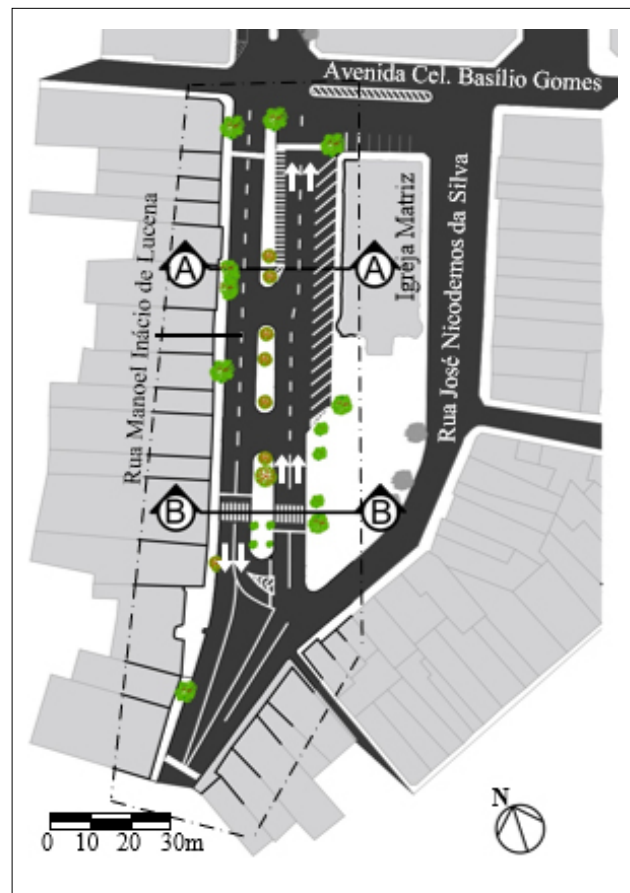 Avenida Cel. Basílio Gomes
Rua Manoel Inácio de Lucena
Igreja Matriz
Rua José Nicodemos da Silva
A
A
B
B
N
0 10 20 30m